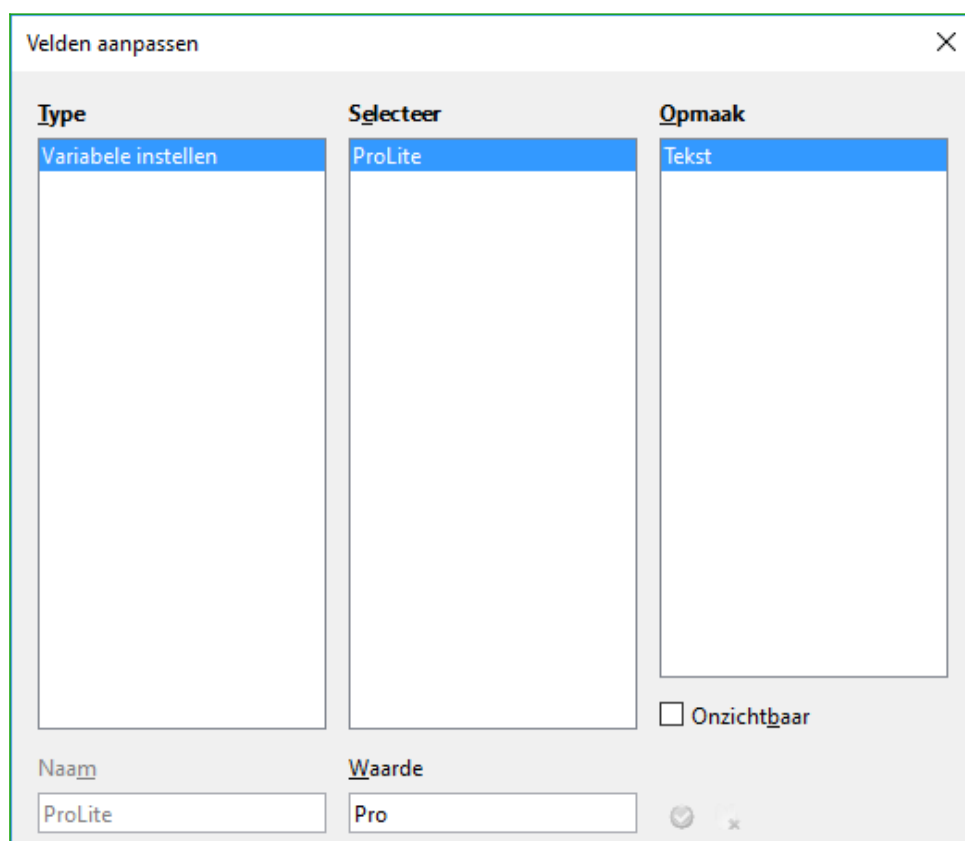 Velden aanpassen
Type Selecteer Opmaak
Variabele instellen ProLite Tekst
Onzichtbaar
Naam Waarde
ProLite Pro